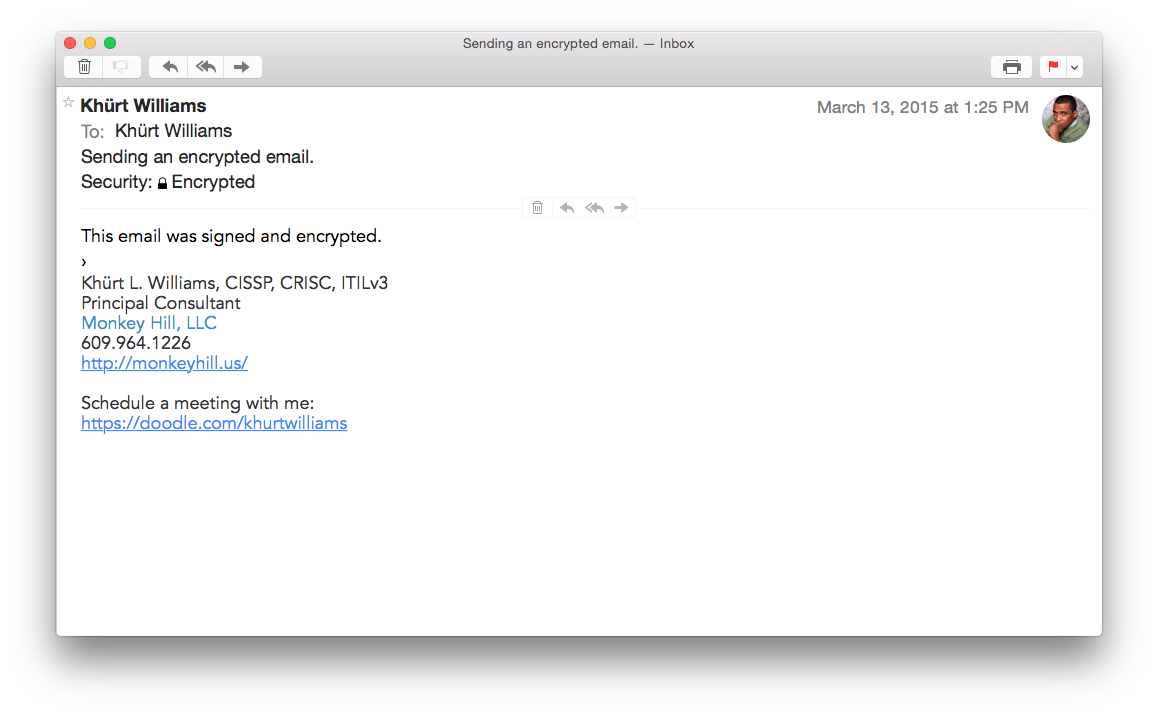 Sending an encrypted email. — Inbox
Khürt Williams
March 13, 2015 at 1:25 PM
To: Khürt Williams
Sending an encrypted email.
Security: Encrypted
This email was signed and encrypted.
›
Khürt L. Williams, CISSP, CRISC, ITILv3
Principal Consultant
Monkey Hill, LLC
609.964.1226
http://monkeyhill.us/
Schedule a meeting with me:
https://doodle.com/khurtwilliams